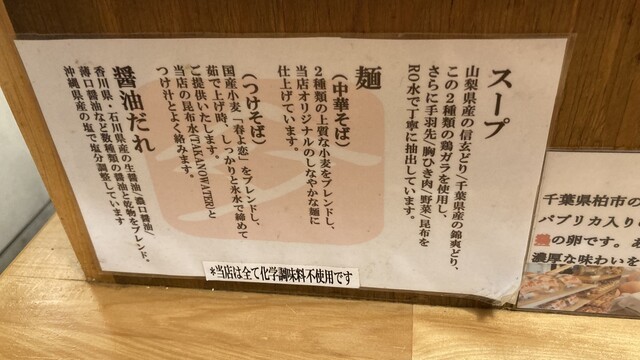 スープ
山梨県産の信玄どり/千葉県産の錦爽どり、
この2種類の鶏ガラを使用し、
さらに手羽先/胸ひき肉/野菜/昆布を
RO水で丁寧に抽出しています。
麺
(中華そば)
2種類の上質な小麦をブレンドし、
当店オリジナルのしなやかな麺に
仕上げています。
(つけそば)
国産小麦「春よ恋」をブレンドし、
茹で上げ時、しっかりと氷水で締めて
ご提供いたします。
当店の昆布水(TAKANOWATER)と
つけ汁とよく絡みます。
醤油だれ
香川県・石川県産の生醤油/濃口醤油/
薄口醤油など数種類の醤油と乾物をブレンド。
沖縄県産の塩で塩分調整しています
*当店は全て化学調味料不使用です
千葉県柏市の
パプリカ入り
の卵です。あ
濃厚な味わいを